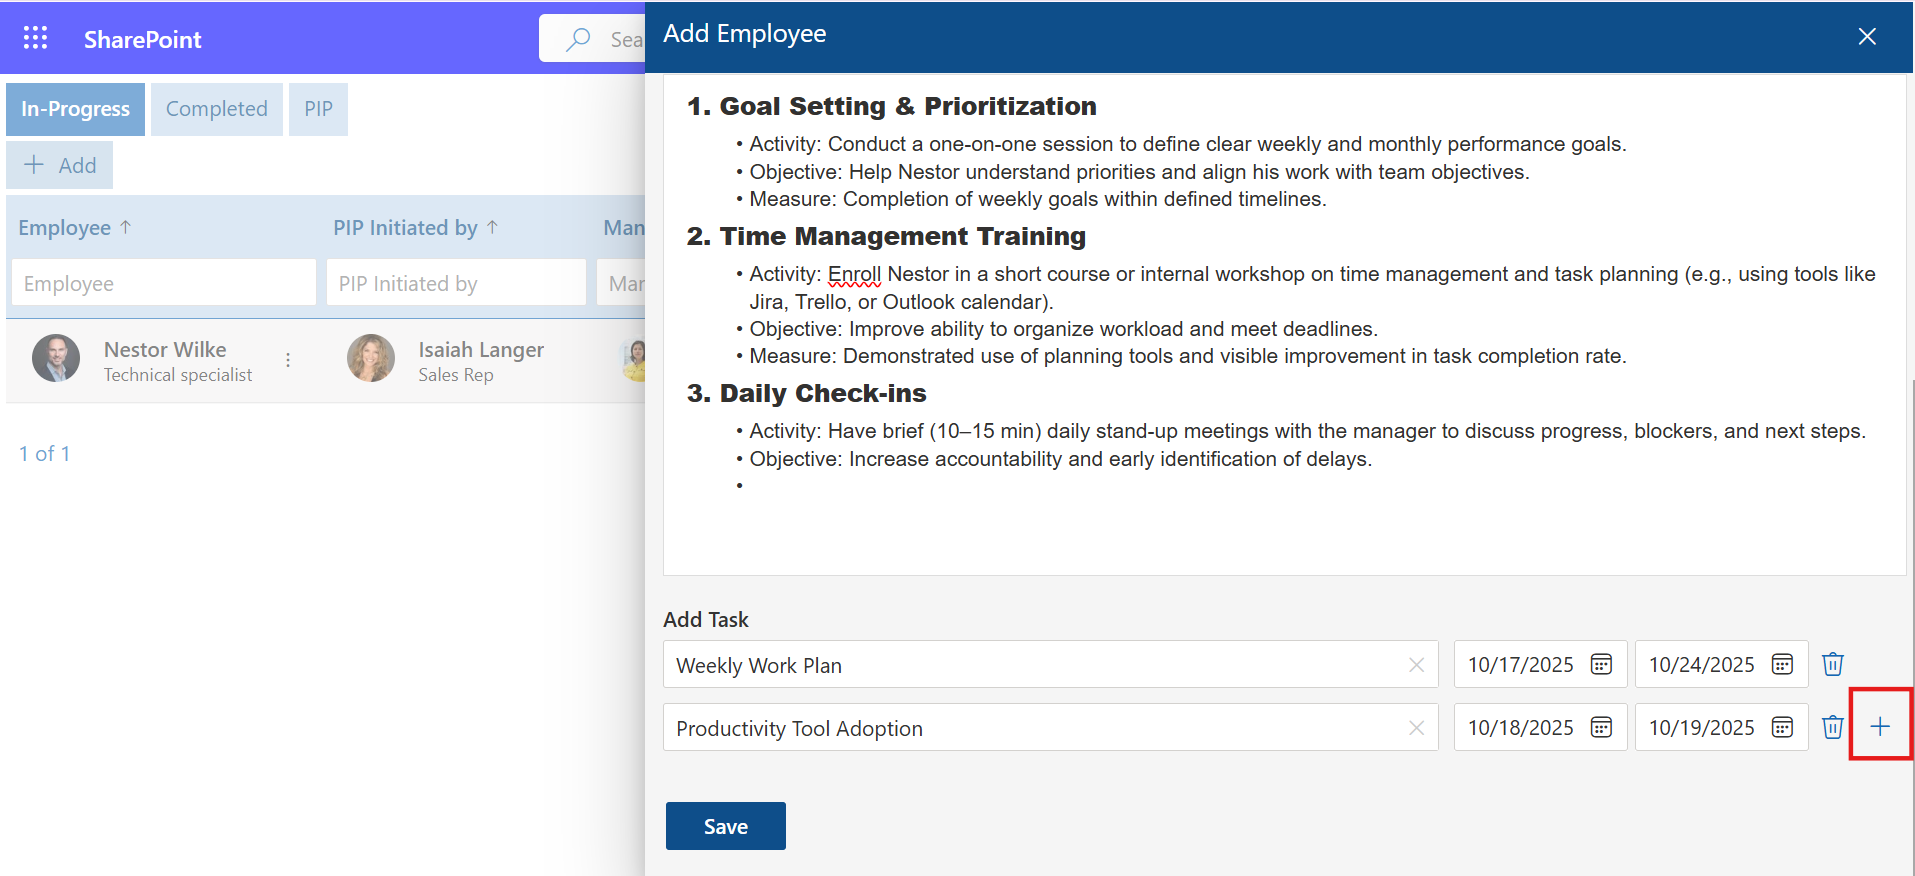 SharePoint
Sea
Add Employee
In-Progress
Completed
PIP
Add
Employee ↑
PIP Initiated by ↑
Man
Employee
PIP Initiated by
Mar
Nestor Wilke
Technical specialist
Isaiah Langer
Sales Rep
1 of 1
1. Goal Setting & Prioritization
• Activity: Conduct a one-on-one session to define clear weekly and monthly performance goals.
• Objective: Help Nestor understand priorities and align his work with team objectives.
• Measure: Completion of weekly goals within defined timelines.
2. Time Management Training
• Activity: Enroll Nestor in a short course or internal workshop on time management and task planning (e.g., using tools like
Jira, Trello, or Outlook calendar).
• Objective: Improve ability to organize workload and meet deadlines.
• Measure: Demonstrated use of planning tools and visible improvement in task completion rate.
3. Daily Check-ins
• Activity: Have brief (10–15 min) daily stand-up meetings with the manager to discuss progress, blockers, and next steps.
• Objective: Increase accountability and early identification of delays.
•
Add Task
Weekly Work Plan
10/17/2025
10/24/2025
Productivity Tool Adoption
10/18/2025
10/19/2025
Save